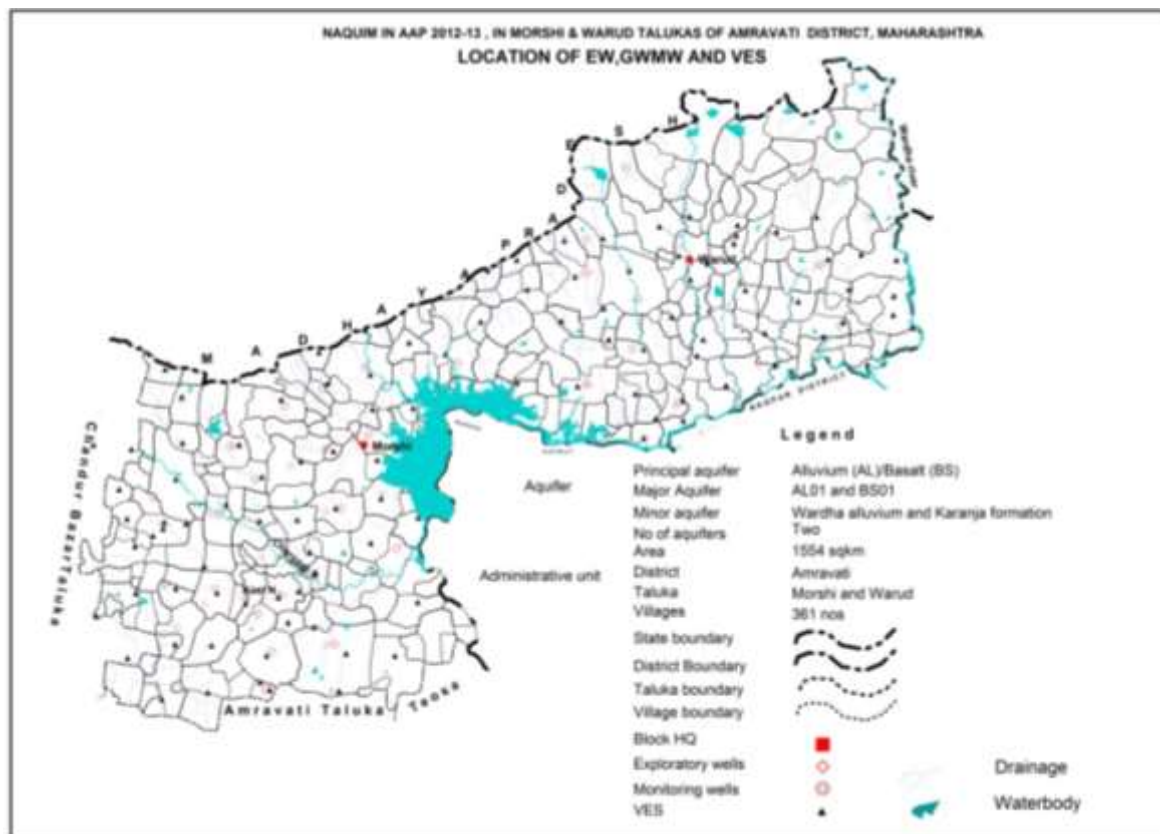 NAQUIM IN AAP 2012-13 , IN MORSHI & WARUD TALUKAS OF AMRAVATI DISTRICT, MAHARASHTRA
LOCATION OF EW,GWMW AND VES
M A D H A Y A P R A D E S H
Warud
Morshi
Amravati Taluka
NAGPUR DISTRICT
Legend
Aquifer
Principal aquifer Alluvium (AL)/Basalt (BS)
Major Aquifer AL01 and BS01
Minor aquifer Wardha alluvium and Karanja formation
No of aquifers Two
Area 1554 sqkm
Administrative unit
District Amravati
Taluka Morshi and Warud
Villages 361 nos
State boundary
District Boundary
Taluka boundary
Village boundary
Block HQ
Exploratory wells
Monitoring wells
VES
Drainage
Waterbody